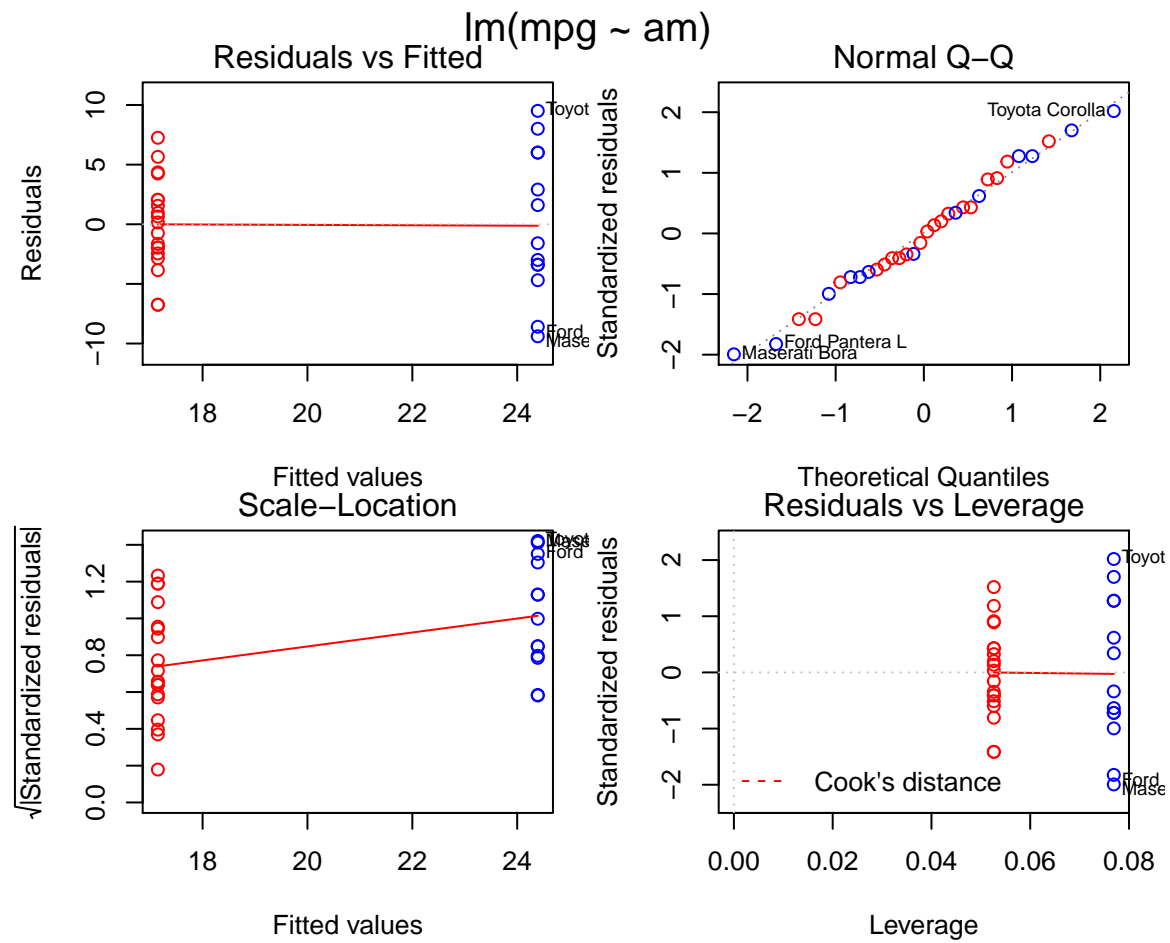 lm(mpg ~ am)
Residuals vs Fitted
Residuals
10
5
0
−10
18 20 22 24
Fitted values
Toyot
Ford
Mase
Normal Q−Q
Standardized residuals
2
1
0
−1
−2
−2 −1 0 1 2
Theoretical Quantiles
Toyota Corolla
Ford Pantera L
Maserati Bora
Scale−Location
√|Standardized residuals|
1.2
0.8
0.4
0.0
18 20 22 24
Fitted values
Toyot
Mase
Ford
Residuals vs Leverage
Standardized residuals
2
1
0
−1
−2
0.00 0.02 0.04 0.06 0.08
Leverage
Toyot
Ford
Mase
Cook's distance